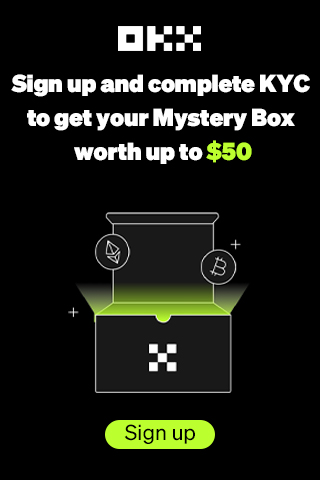 OKX
Sign up and complete KYC
to get your Mystery Box
worth up to $50
Sign up